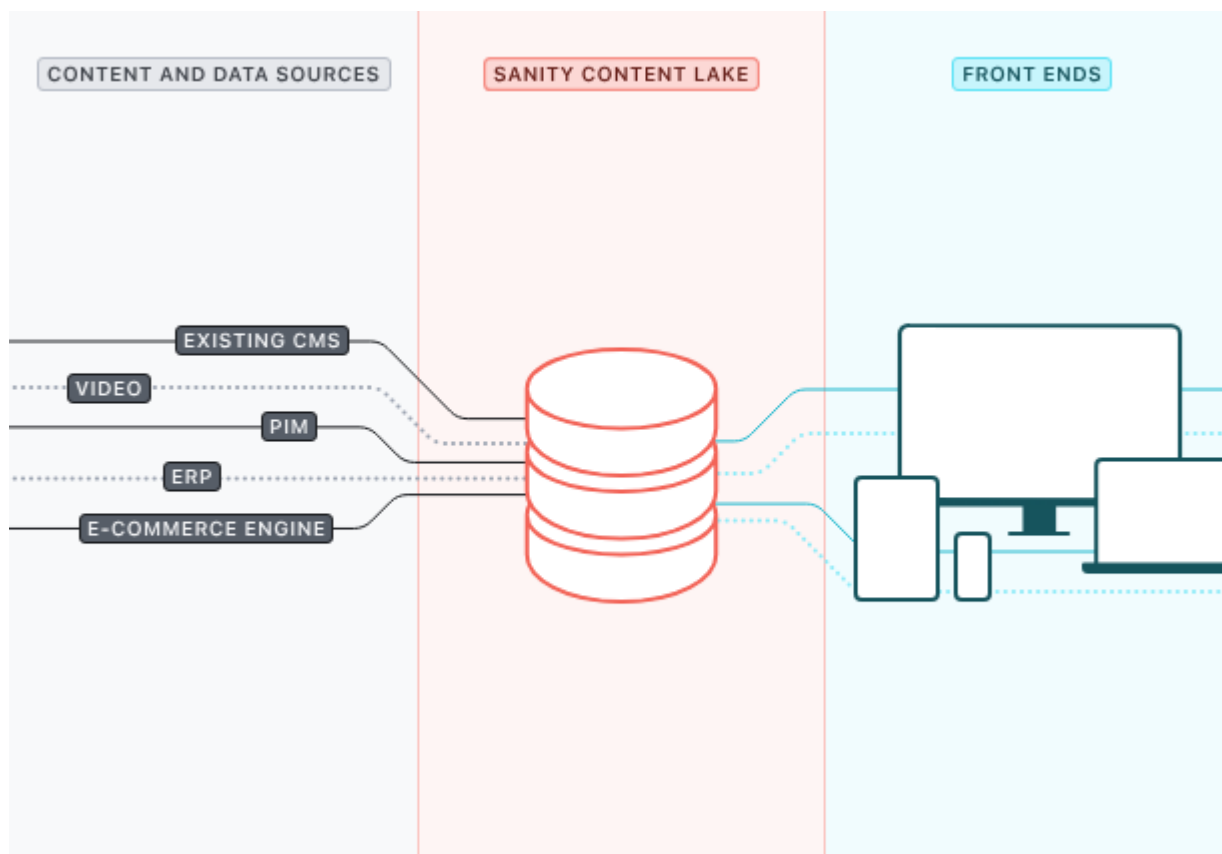 CONTENT AND DATA SOURCES
SANITY CONTENT LAKE
FRONT ENDS
EXISTING CMS
VIDEO
PIM
ERP
E-COMMERCE ENGINE